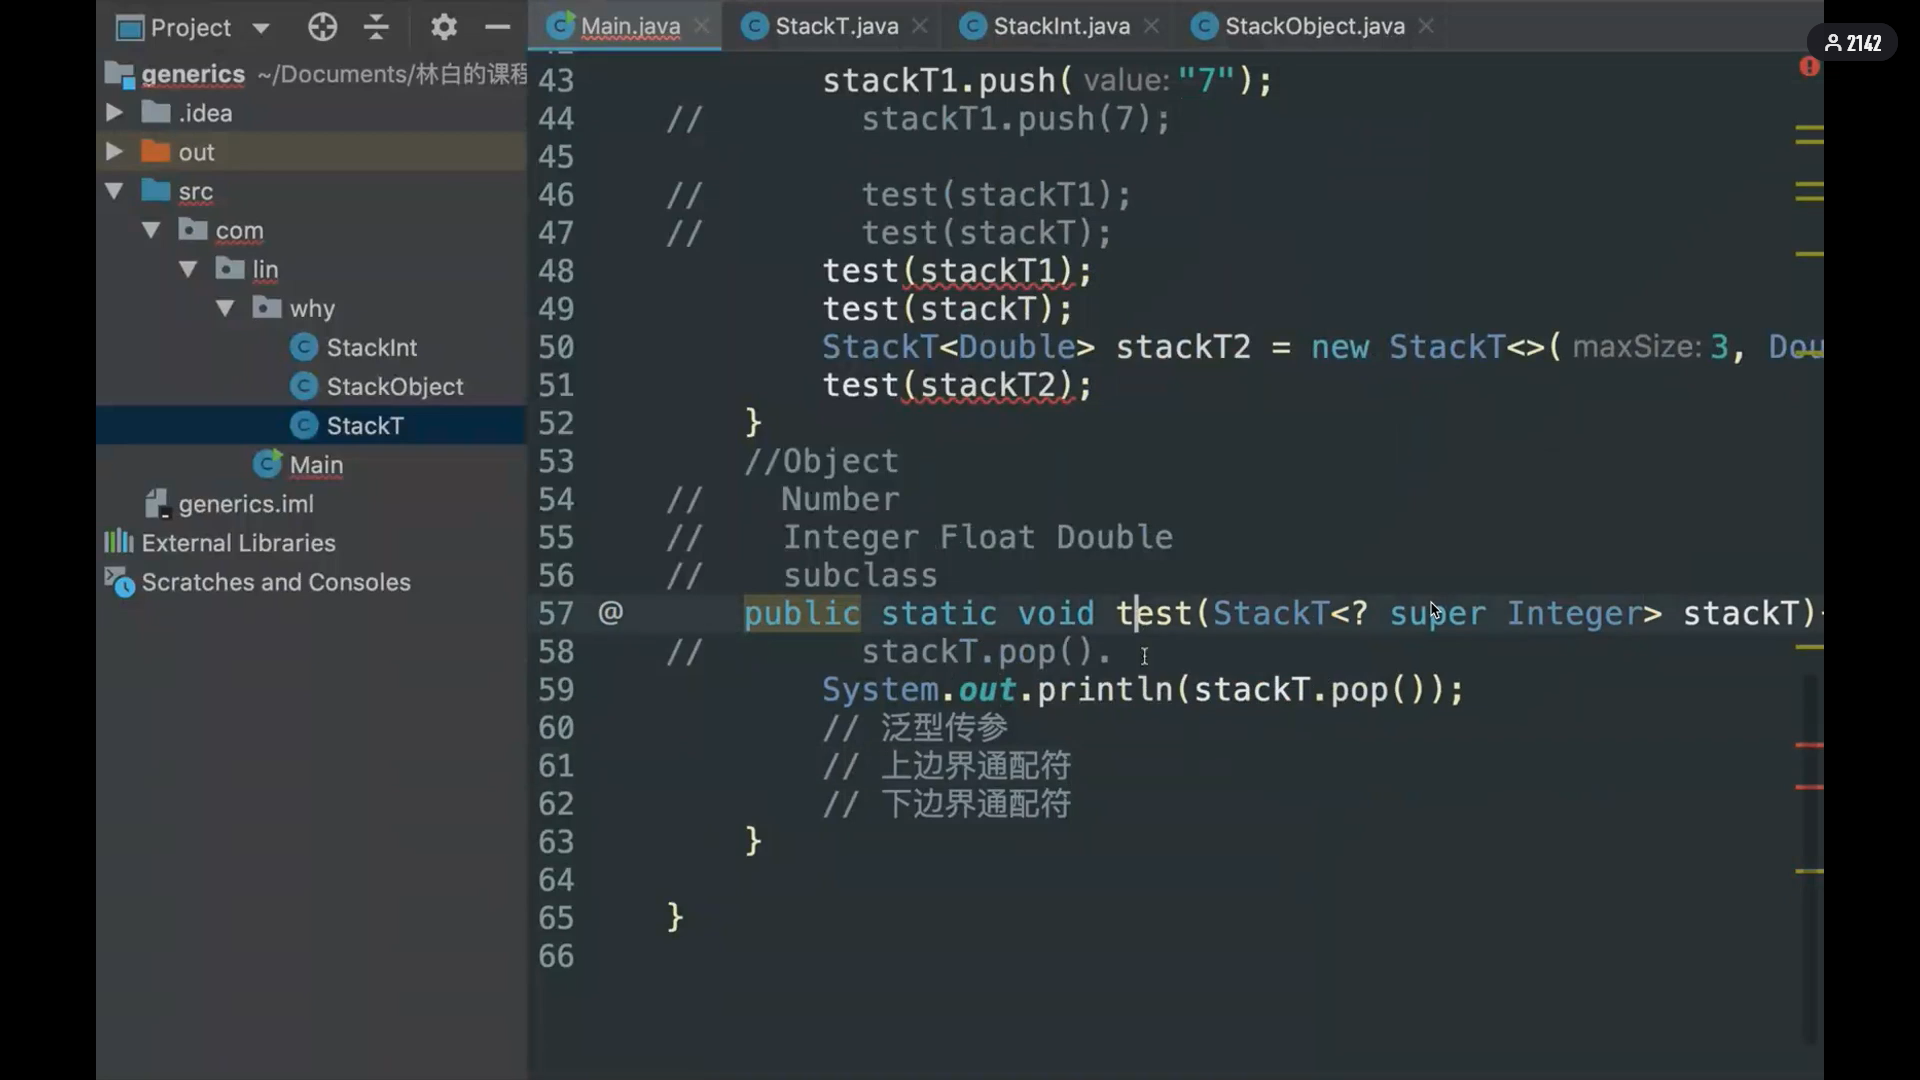 Project
Main.java
StackT.java
StackInt.java
StackObject.java
2142
generics ~/Documents/林白的课程
.idea
out
src
com
lin
why
StackInt
StackObject
StackT
Main
generics.iml
External Libraries
Scratches and Consoles
43 stackT1.push( value: "7");
44 // stackT1.push(7);
45
46 // test(stackT1);
47 // test(stackT);
48 test(stackT1);
49 test(stackT);
50 StackT<Double> stackT2 = new StackT<>( maxSize: 3, Dou
51 test(stackT2);
52 }
53 //Object
54 // Number
55 // Integer Float Double
56 // subclass
57 @ public static void test(StackT<? super Integer> stackT)
58 // stackT.pop().
59 System.out.println(stackT.pop());
60 // 泛型传参
61 // 上边界通配符
62 // 下边界通配符
63 }
64
65 }
66